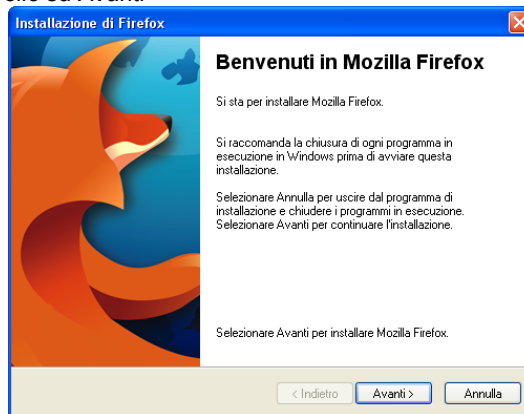 Installazione di Firefox
Benvenuti in Mozilla Firefox
Si sta per installare Mozilla Firefox.
Si raccomanda la chiusura di ogni programma in
esecuzione in Windows prima di avviare questa
installazione.
Selezionare Annulla per uscire dal programma di
installazione e chiudere i programmi in esecuzione.
Selezionare Avanti per continuare l'installazione.
Selezionare Avanti per installare Mozilla Firefox.
< Indietro
Avanti >
Annulla